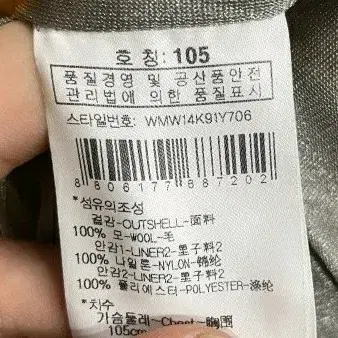 호 칭: 105
품질경영 및 공산품안전
관리법에 의한 품질표시
스타일번호: WMW14K91Y706
8 806177 887202
*섬유의조성
겉감-OUTSHELL-面料
100% 모-WOOL-毛
안감1-LINER2-里子料2
100% 나일론-NYLON-锦纶
안감2-LINER2-里子料2
100% 폴리에스터-POLYESTER-涤纶
*치수
가슴둘레-Chest-胸围
105cm